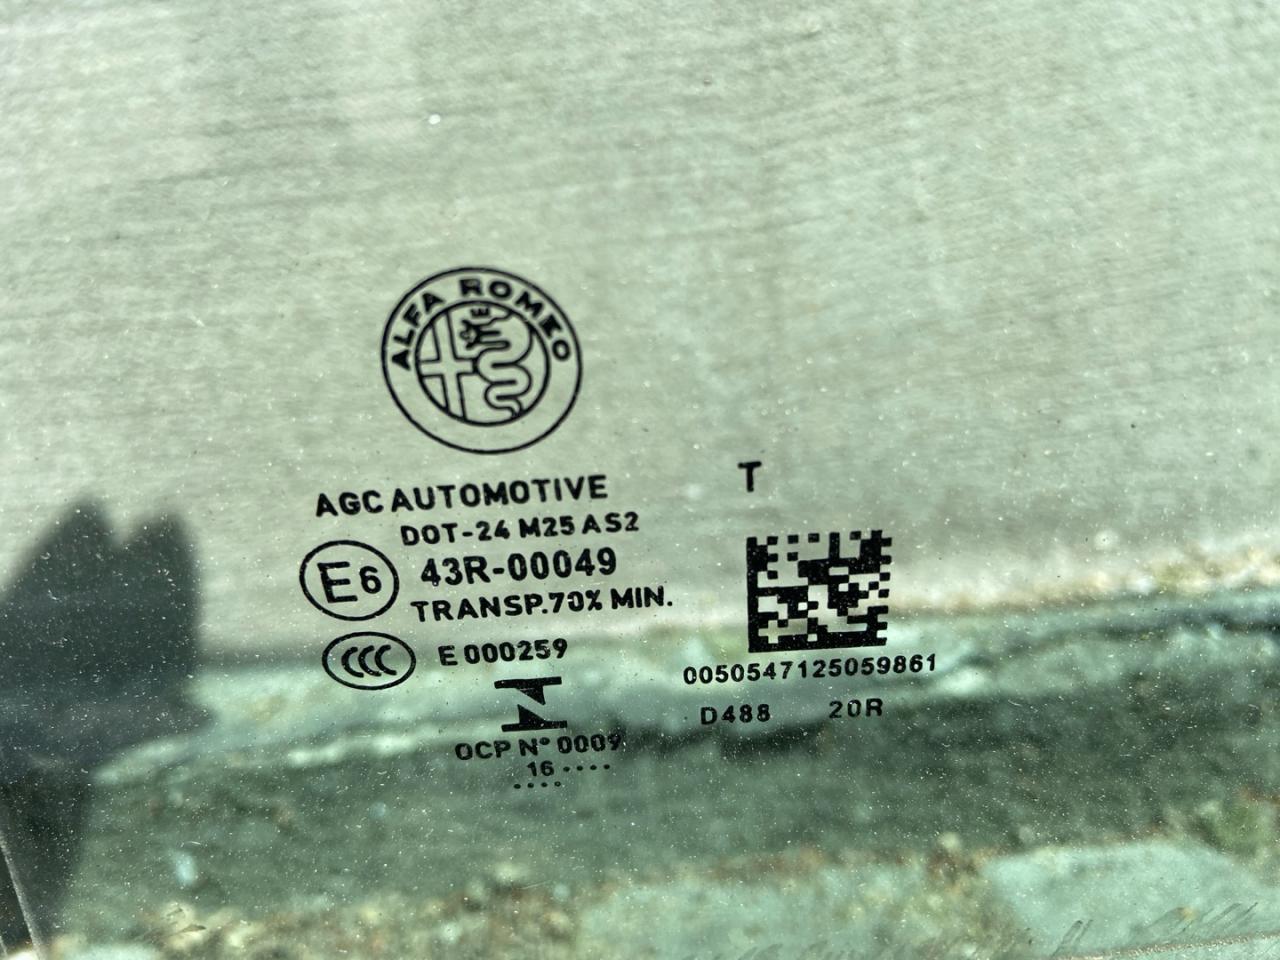 ALFA ROMEO
AGC AUTOMOTIVE
DOT-24 M25 AS2
E6
43R-00049
TRANSP.70% MIN.
CCC
E 000259
OCP N° 0009
16 ....
....
T
0050547125059861
D488 20R